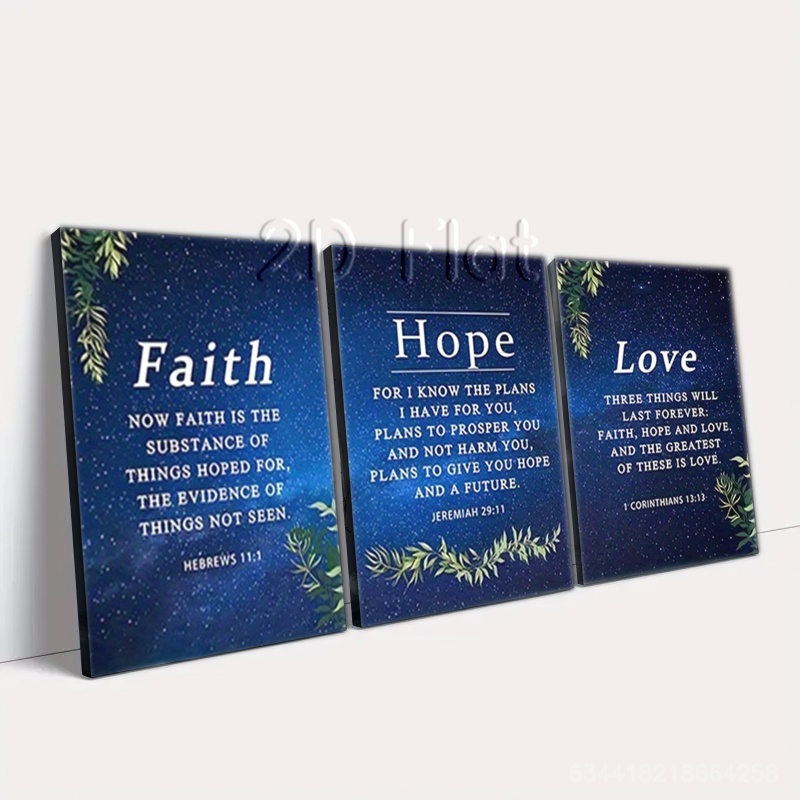 2D Flat
Faith
NOW FAITH IS THE
SUBSTANCE OF
THINGS HOPED FOR,
THE EVIDENCE OF
THINGS NOT SEEN.
HEBREWS 11:1
Hope
FOR I KNOW THE PLANS
I HAVE FOR YOU,
PLANS TO PROSPER YOU
AND NOT HARM YOU,
PLANS TO GIVE YOU HOPE
AND A FUTURE.
JEREMIAH 29:11
Love
THREE THINGS WILL
LAST FOREVER:
FAITH, HOPE AND LOVE,
AND THE GREATEST
OF THESE IS LOVE.
1 CORINTHIANS 13:13